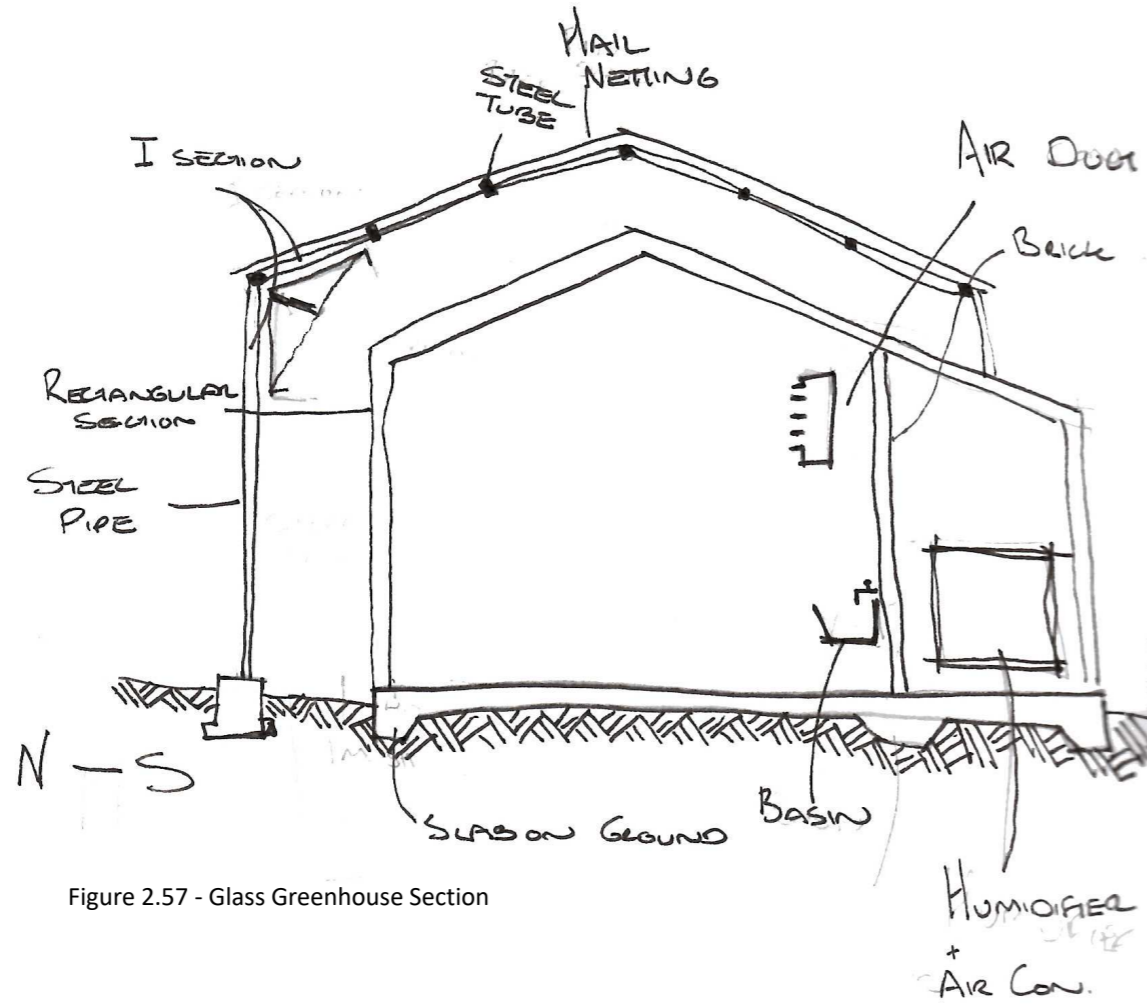 HAIL
NETTING
STEEL
TUBE
I SECTION
AIR DUCT
BRICK
RECTANGULAR
SECTION
STEEL
PIPE
N - S
SLAB ON GROUND
BASIN
HUMIDIFIER
+
AIR CON.
Figure 2.57 - Glass Greenhouse Section